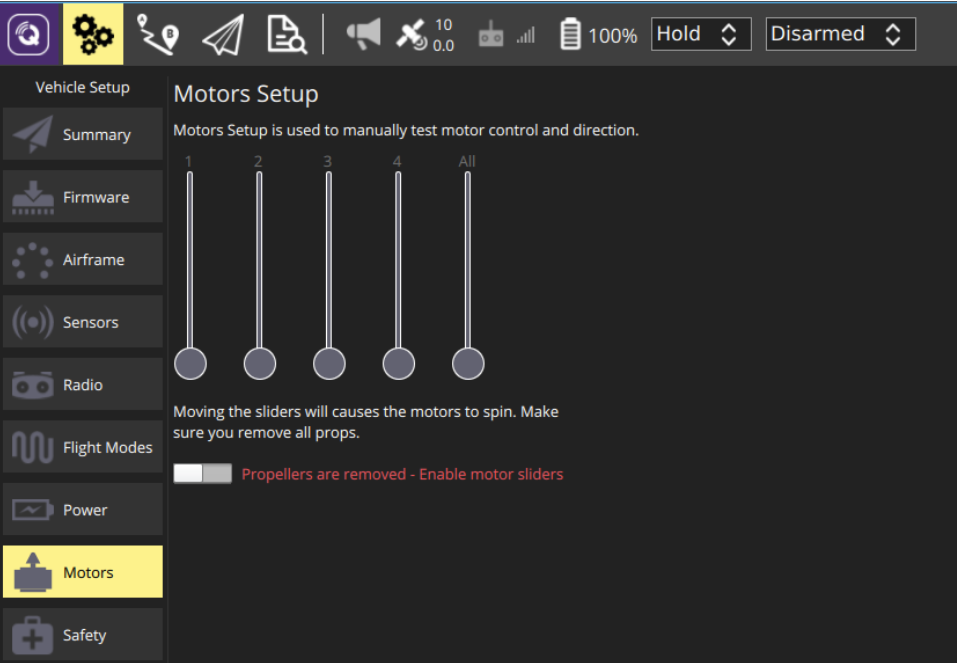 10
0.0
100%
Hold
Disarmed
Vehicle Setup
Summary
Firmware
Airframe
Sensors
Radio
Flight Modes
Power
Motors
Safety
Motors Setup
Motors Setup is used to manually test motor control and direction.
1 2 3 4 All
Moving the sliders will causes the motors to spin. Make
sure you remove all props.
Propellers are removed - Enable motor sliders